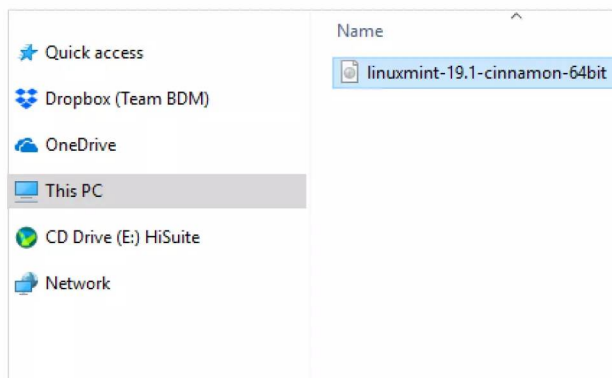 Quick access
Dropbox (Team BDM)
OneDrive
This PC
CD Drive (E:) HiSuite
Network
Name
linuxmint-19.1-cinnamon-64bit